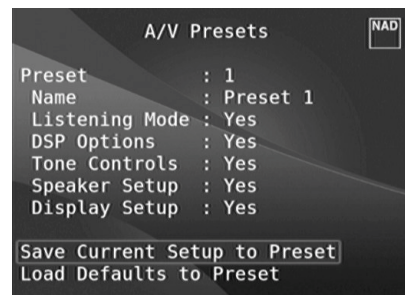 A/V Presets
NAD
Preset : 1
Name : Preset 1
Listening Mode : Yes
DSP Options : Yes
Tone Controls : Yes
Speaker Setup : Yes
Display Setup : Yes
Save Current Setup to Preset
Load Defaults to Preset